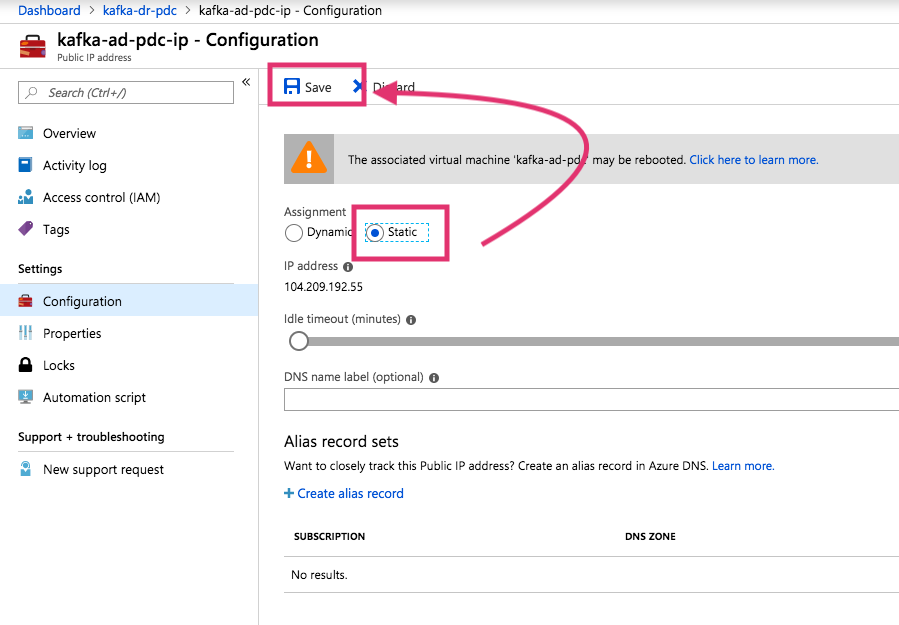 Dashboard > kafka-dr-pdc > kafka-ad-pdc-ip - Configuration
kafka-ad-pdc-ip - Configuration
Public IP address
Search (Ctrl+/)
Overview
Activity log
Access control (IAM)
Tags
Settings
Configuration
Properties
Locks
Automation script
Support + troubleshooting
New support request
Save Discard
The associated virtual machine 'kafka-ad-pdc' may be rebooted. Click here to learn more.
Assignment
Dynamic Static
IP address
104.209.192.55
Idle timeout (minutes)
DNS name label (optional)
Alias record sets
Want to closely track this Public IP address? Create an alias record in Azure DNS. Learn more.
+ Create alias record
SUBSCRIPTION DNS ZONE
No results.